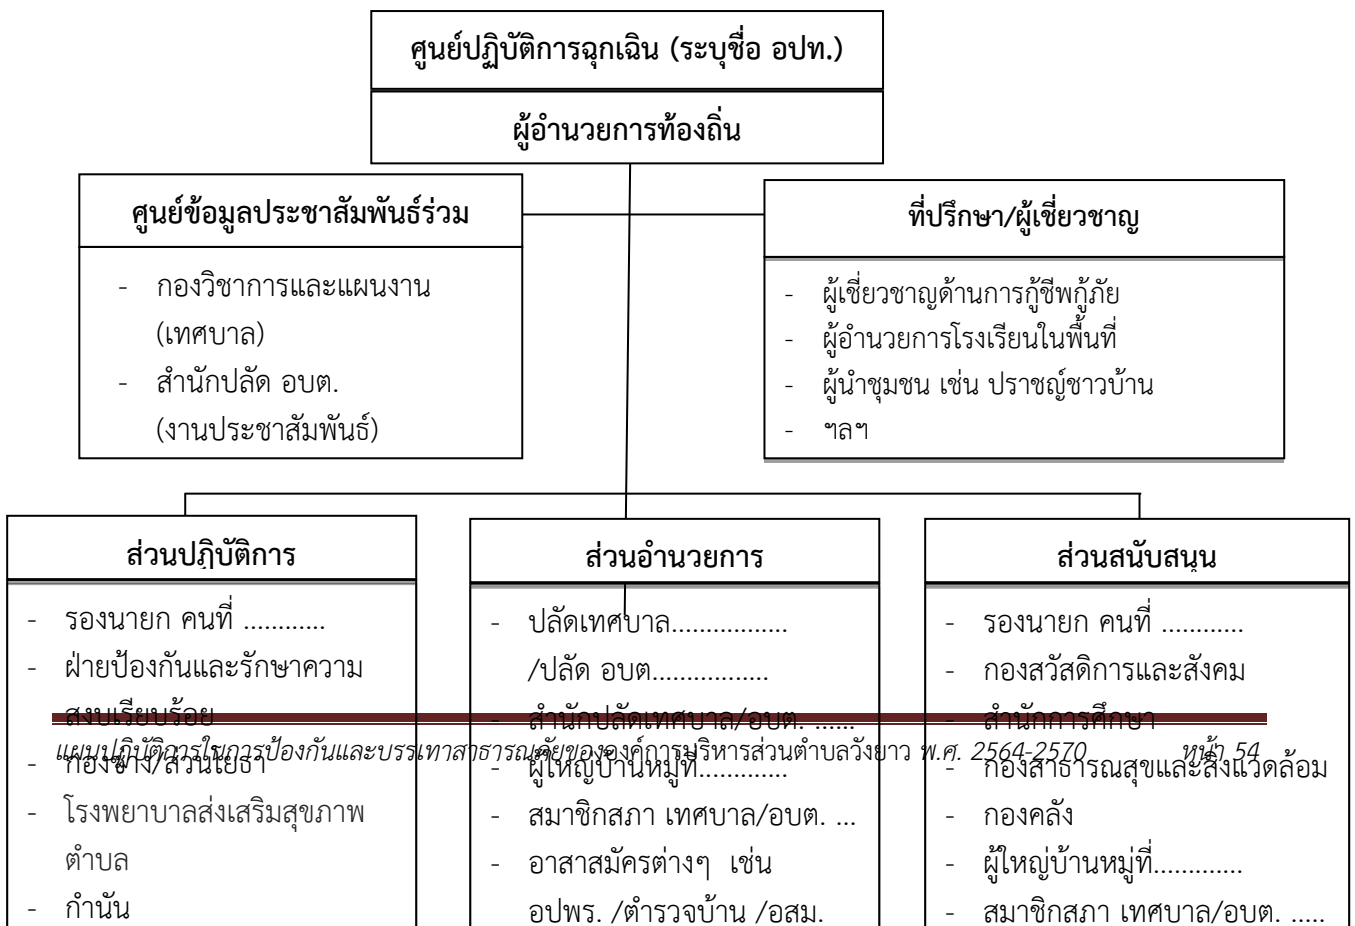 ศูนย์ปฏิบัติการฉุกเฉิน (ระบุชื่อ อปท.)
ผู้อำนวยการท้องถิ่น
ศูนย์ข้อมูลประชาสัมพันธ์ร่วม
- กองวิชาการและแผนงาน
(เทศบาล)
- สำนักปลัด อบต.
(งานประชาสัมพันธ์)
ที่ปรึกษา/ผู้เชี่ยวชาญ
- ผู้เชี่ยวชาญด้านการกู้ชีพกู้ภัย
- ผู้อำนวยการโรงเรียนในพื้นที่
- ผู้นำชุมชน เช่น ปราชญ์ชาวบ้าน
- ฯลฯ
ส่วนปฏิบัติการ
- รองนายก คนที่ ............
- ฝ่ายป้องกันและรักษาความ
สงบเรียบร้อย
- กองช่าง/ส่วนโยธา
- โรงพยาบาลส่งเสริมสุขภาพ
ตำบล
- กำนัน
ส่วนอำนวยการ
- ปลัดเทศบาล.................
/ปลัด อบต.................
- สำนักปลัดเทศบาล/อบต. ......
- ผู้ใหญ่บ้านหมู่ที่.............
- สมาชิกสภา เทศบาล/อบต. ...
- อาสาสมัครต่างๆ เช่น
อปพร. /ตำรวจบ้าน /อสม.
ส่วนสนับสนุน
- รองนายก คนที่ ............
- กองสวัสดิการและสังคม
- สำนักการศึกษา
- กองสาธารณสุขและสิ่งแวดล้อม
- กองคลัง
- ผู้ใหญ่บ้านหมู่ที่.............
- สมาชิกสภา เทศบาล/อบต. .....
แผนปฏิบัติการในการป้องกันและบรรเทาสาธารณภัยขององค์การบริหารส่วนตำบลวังยาว พ.ศ. 2564-2570 หน้า 54